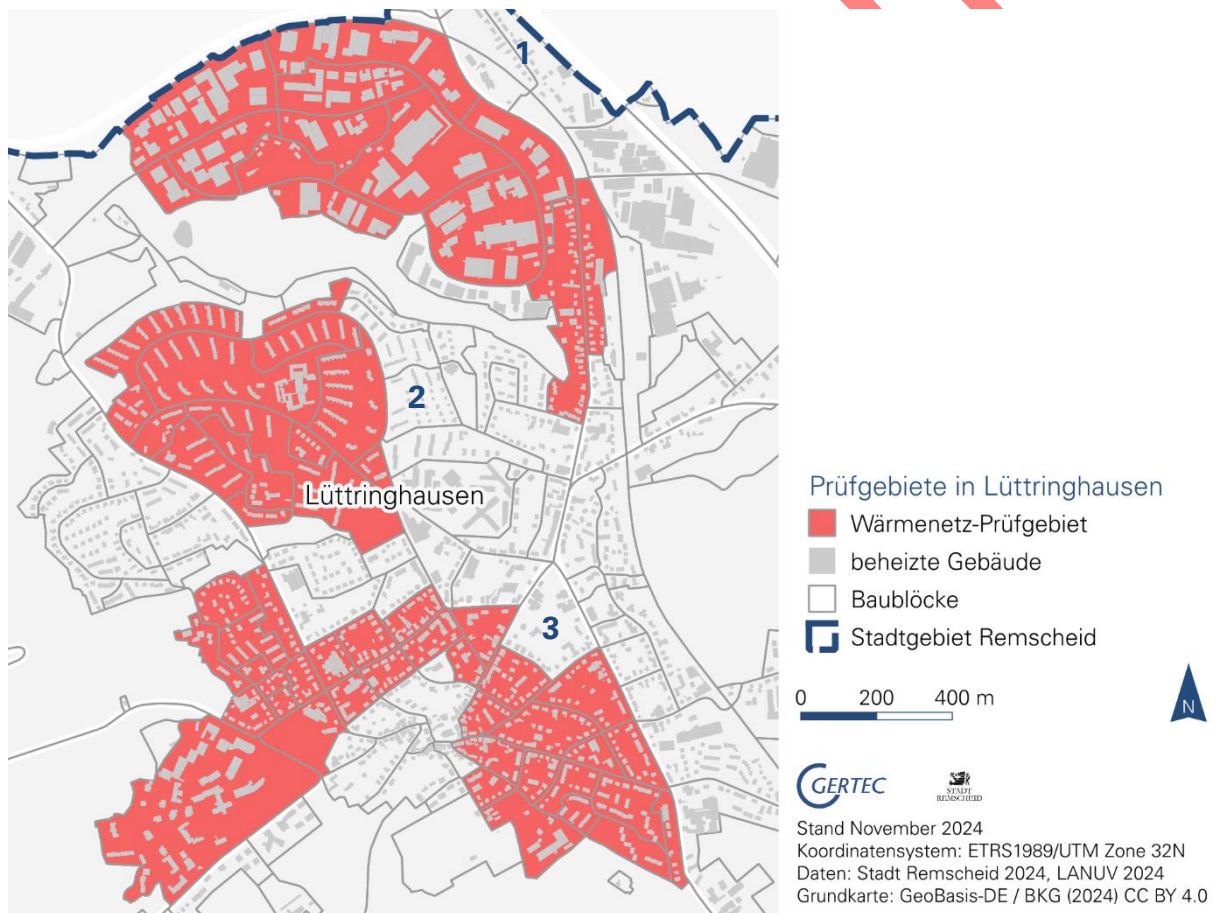 1
2
Lüttringhausen
3
Prüfgebiete in Lüttringhausen
Wärmenetz-Prüfgebiet
beheizte Gebäude
Baublöcke
Stadtgebiet Remscheid
0 200 400 m
N
GERTEC
STADT
REMSCHEID
Stand November 2024
Koordinatensystem: ETRS1989/UTM Zone 32N
Daten: Stadt Remscheid 2024, LANUV 2024
Grundkarte: GeoBasis-DE / BKG (2024) CC BY 4.0